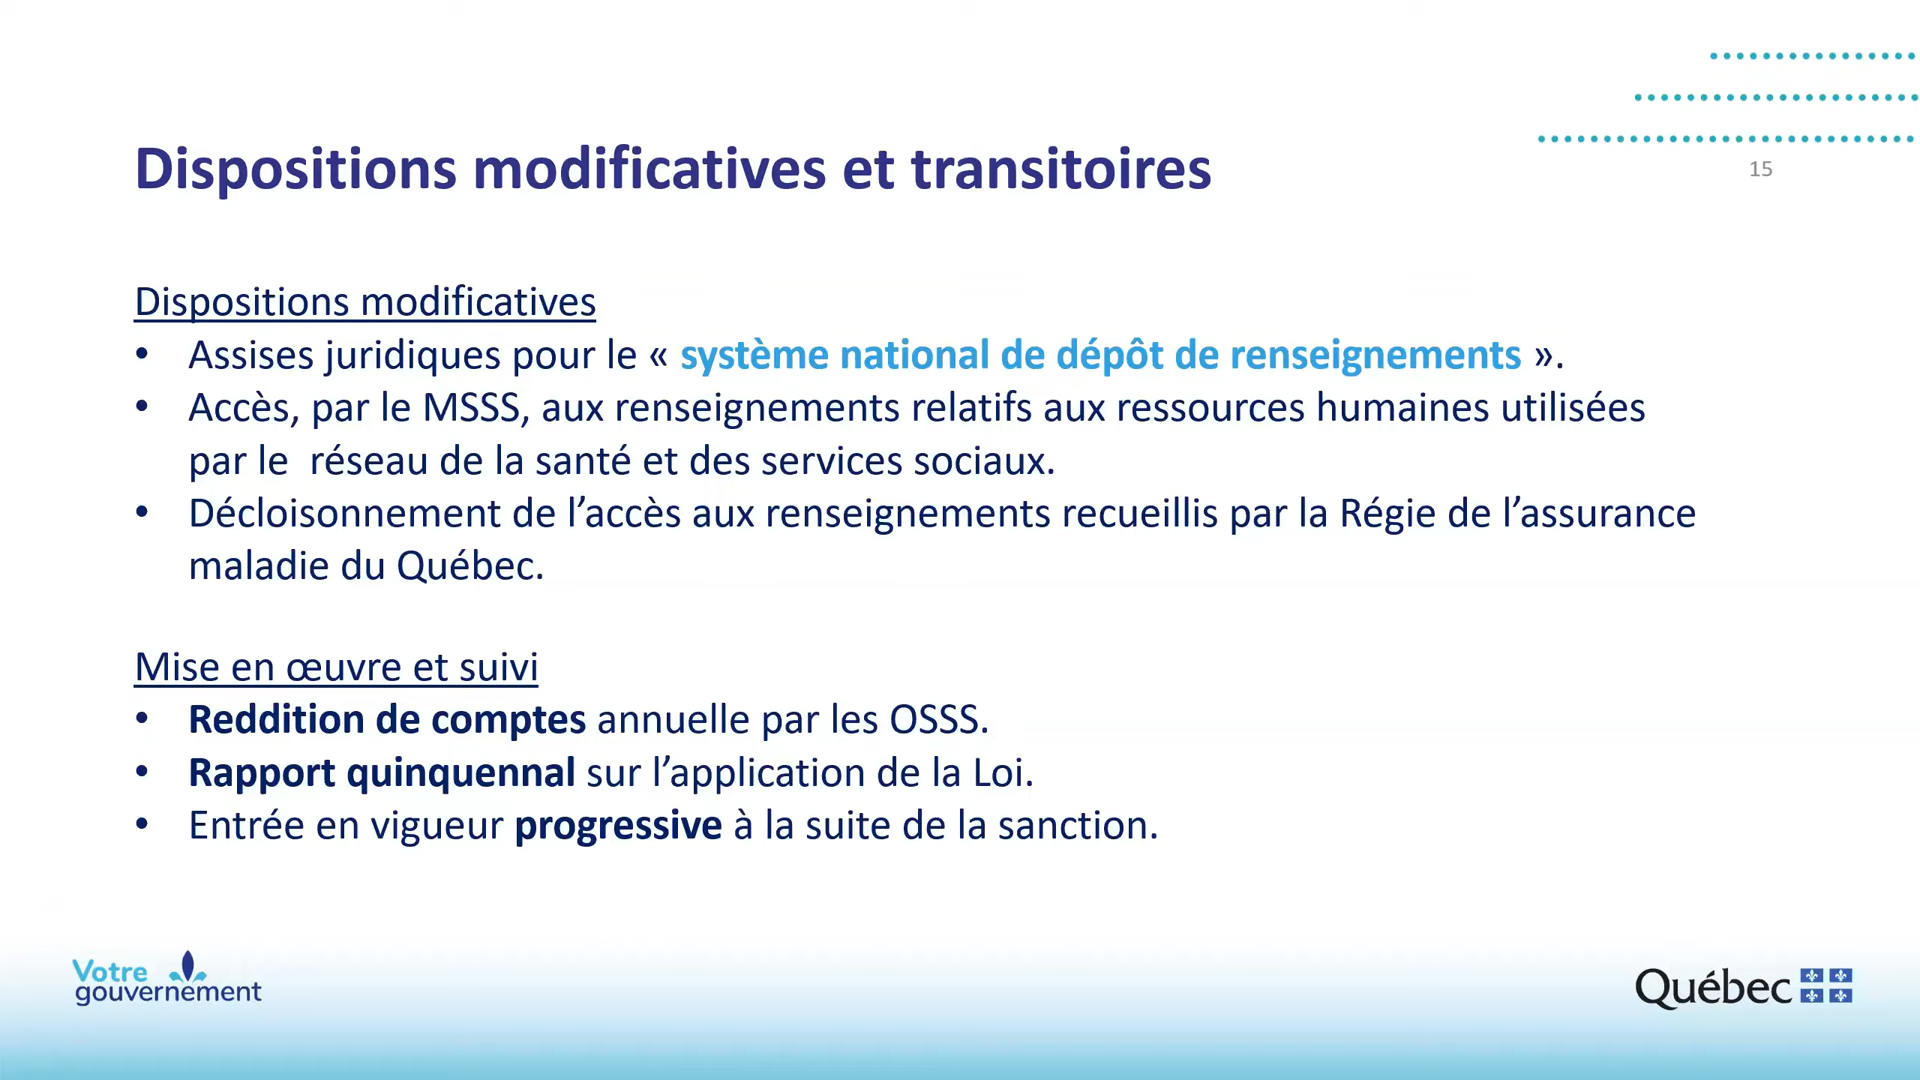 Dispositions modificatives et transitoires
15
Dispositions modificatives
• Assises juridiques pour le « système national de dépôt de renseignements ».
• Accès, par le MSSS, aux renseignements relatifs aux ressources humaines utilisées
par le  réseau de la santé et des services sociaux.
• Décloisonnement de l’accès aux renseignements recueillis par la Régie de l’assurance
maladie du Québec.
Mise en œuvre et suivi
• Reddition de comptes annuelle par les OSSS.
• Rapport quinquennal sur l’application de la Loi.
• Entrée en vigueur progressive à la suite de la sanction.
Votre
gouvernement
Québec